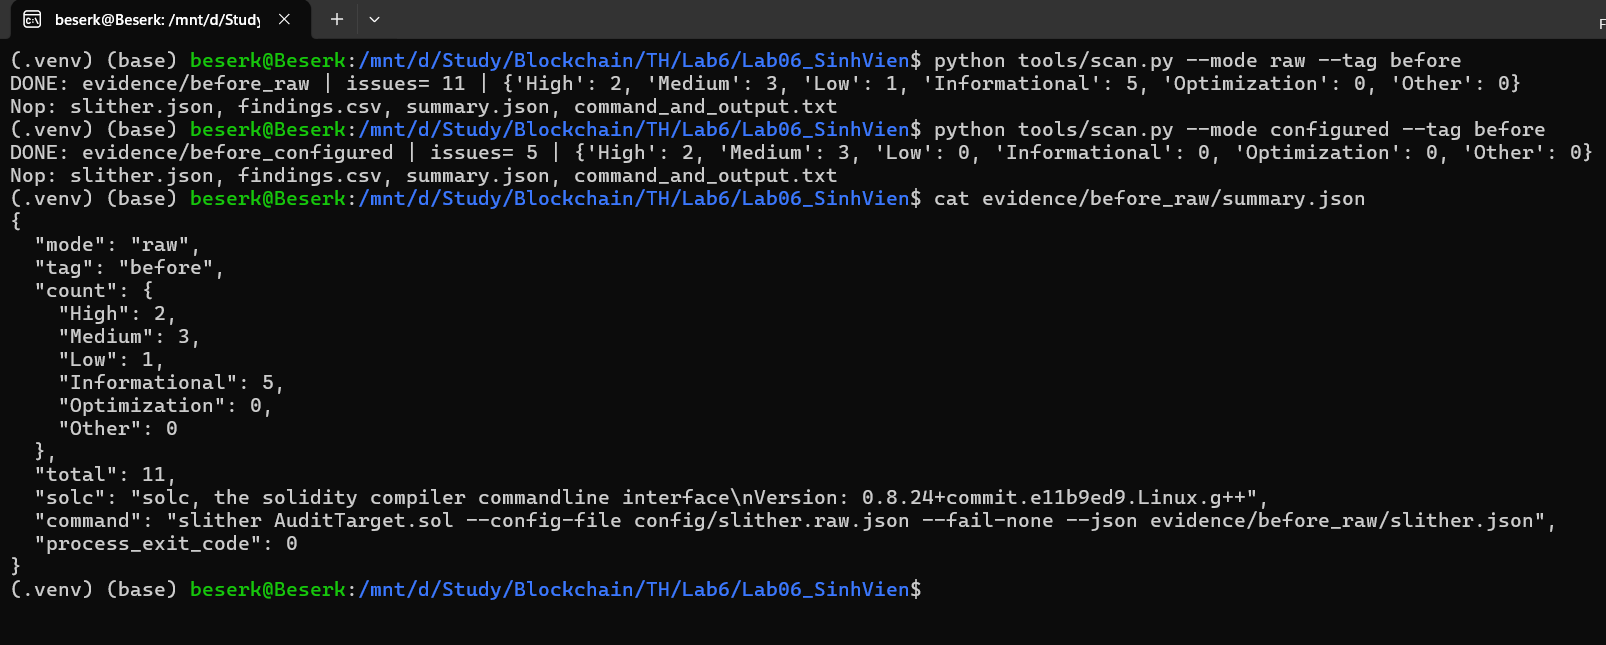 beserk@Beserk: /mnt/d/Study
(.venv) (base) beserk@Beserk:/mnt/d/Study/Blockchain/TH/Lab6/Lab06_SinhVien$ python tools/scan.py --mode raw --tag before
DONE: evidence/before_raw | issues= 11 | {'High': 2, 'Medium': 3, 'Low': 1, 'Informational': 5, 'Optimization': 0, 'Other': 0}
Nop: slither.json, findings.csv, summary.json, command_and_output.txt
(.venv) (base) beserk@Beserk:/mnt/d/Study/Blockchain/TH/Lab6/Lab06_SinhVien$ python tools/scan.py --mode configured --tag before
DONE: evidence/before_configured | issues= 5 | {'High': 2, 'Medium': 3, 'Low': 0, 'Informational': 0, 'Optimization': 0, 'Other': 0}
Nop: slither.json, findings.csv, summary.json, command_and_output.txt
(.venv) (base) beserk@Beserk:/mnt/d/Study/Blockchain/TH/Lab6/Lab06_SinhVien$ cat evidence/before_raw/summary.json
{
  "mode": "raw",
  "tag": "before",
  "count": {
    "High": 2,
    "Medium": 3,
    "Low": 1,
    "Informational": 5,
    "Optimization": 0,
    "Other": 0
  },
  "total": 11,
  "solc": "solc, the solidity compiler commandline interface\nVersion: 0.8.24+commit.e11b9ed9.Linux.g++",
  "command": "slither AuditTarget.sol --config-file config/slither.raw.json --fail-none --json evidence/before_raw/slither.json",
  "process_exit_code": 0
}
(.venv) (base) beserk@Beserk:/mnt/d/Study/Blockchain/TH/Lab6/Lab06_SinhVien$